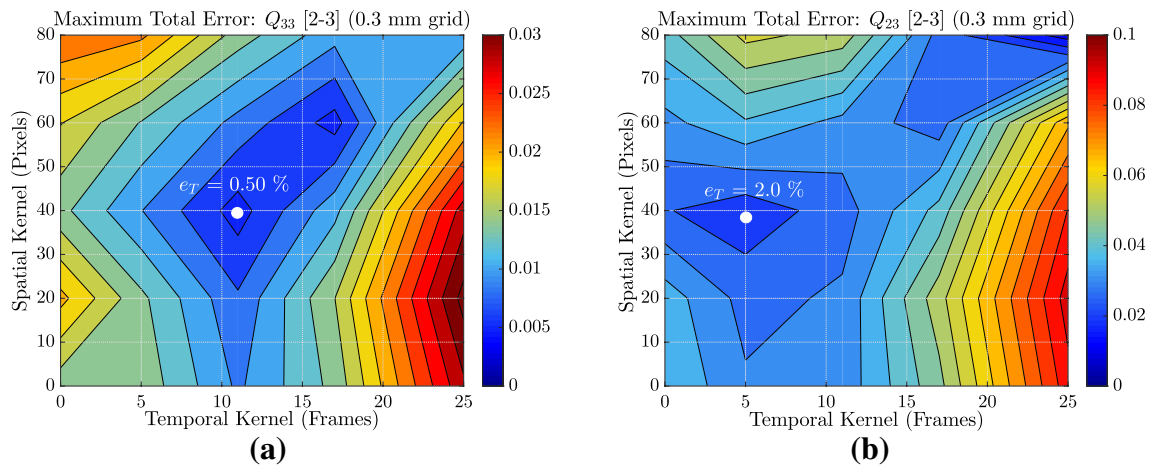 Maximum Total Error: Q33 [2-3] (0.3 mm grid)
80
70
60
50
40
30
20
10
0
Spatial Kernel (Pixels)
e_T = 0.50 %
0 5 10 15 20 25
Temporal Kernel (Frames)
0.03
0.025
0.02
0.015
0.01
0.005
0
(a)
Maximum Total Error: Q23 [2-3] (0.3 mm grid)
80
70
60
50
40
30
20
10
0
Spatial Kernel (Pixels)
e_T = 2.0 %
0 5 10 15 20 25
Temporal Kernel (Frames)
0.1
0.08
0.06
0.04
0.02
0
(b)